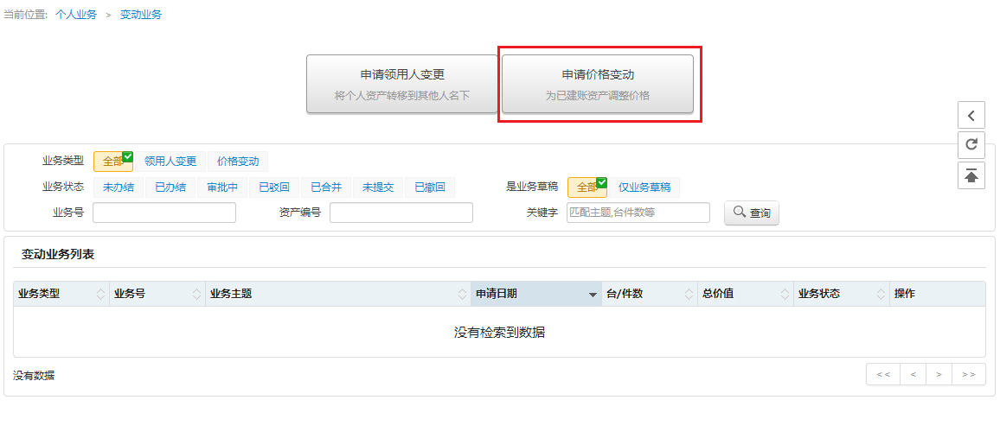 当前位置: 个人业务 > 变动业务
申请领用人变更
将个人资产转移到其他人名下
申请价格变动
为已建账资产调整价格
业务类型 全部 领用人变更 价格变动
业务状态 未办结 已办结 审批中 已驳回 已合并 未提交 已撤回 是业务草稿 全部 仅业务草稿
业务号 资产编号 关键字 匹配主题,台件数等 查询
变动业务列表
业务类型 业务号 业务主题 申请日期 台/件数 总价值 业务状态 操作
没有检索到数据
没有数据 << < > >>